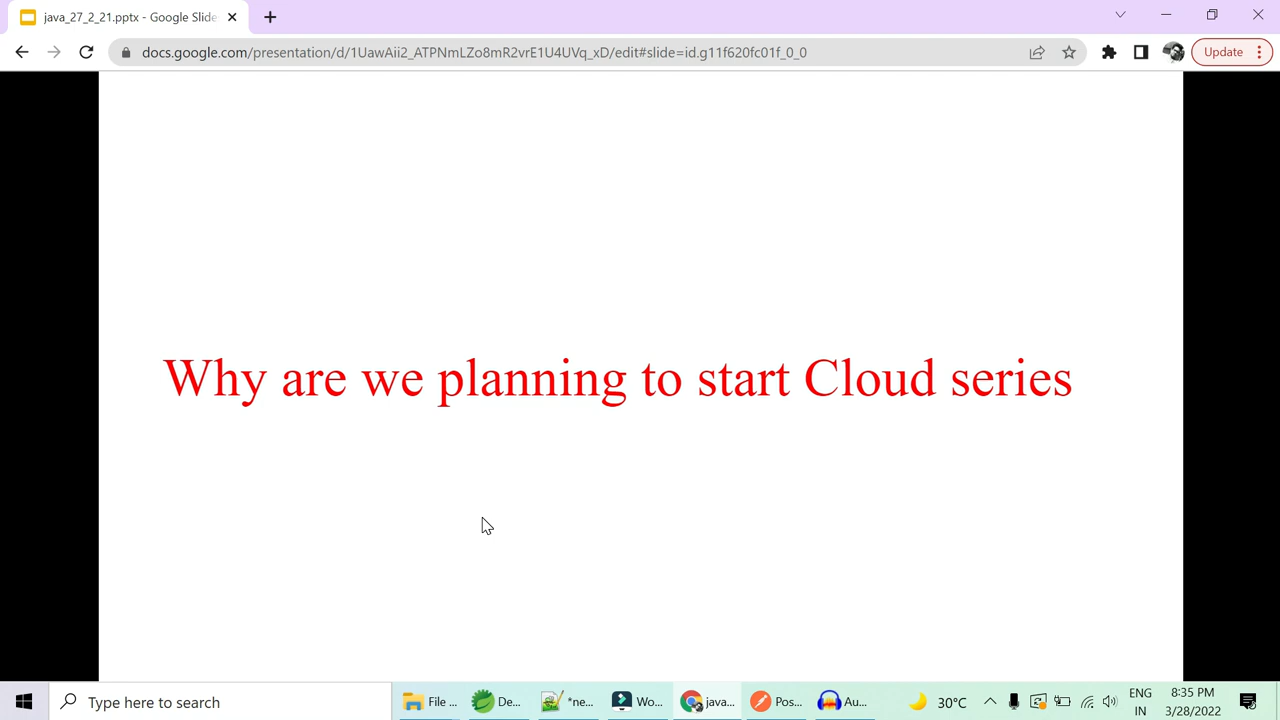 java_27_2_21.pptx - Google Slide
docs.google.com/presentation/d/1UawAii2_ATPNmLZo8mR2vrE1U4UVq_xD/edit#slide=id.g11f620fc01f_0_0
Update
Why are we planning to start Cloud series
Type here to search
File ...
De...
*ne...
Wo...
java...
Pos...
Au...
30°C
ENG
IN
8:35 PM
3/28/2022